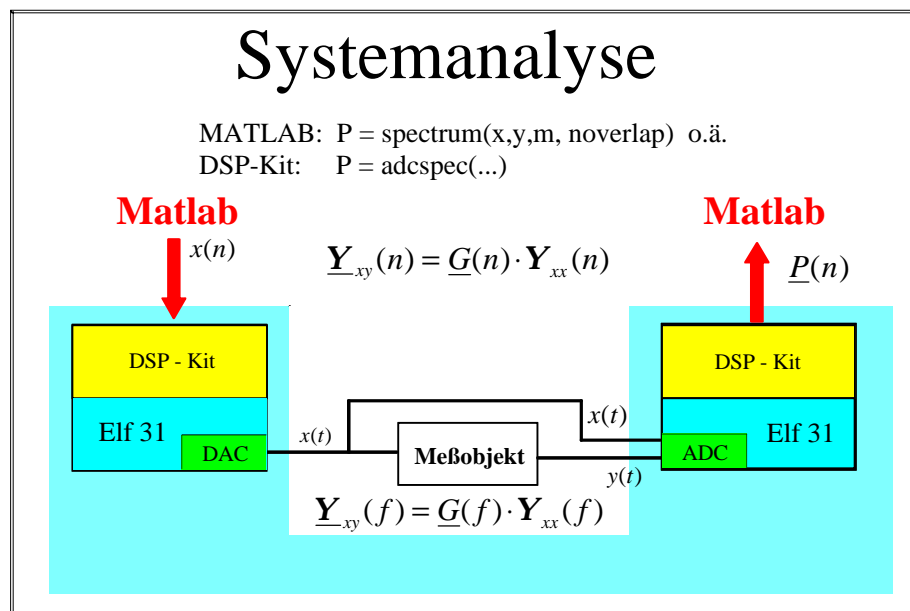 Systemanalyse
MATLAB: P = spectrum(x,y,m, noverlap) o.ä.
DSP-Kit: P = adcspec(...)
Matlab
Matlab
x(n)
Y_xy(n) = G(n) · Y_xx(n)
P(n)
DSP - Kit
DSP - Kit
Elf 31
DAC
x(t)
x(t)
Elf 31
ADC
Meßobjekt
y(t)
Y_xy(f) = G(f) · Y_xx(f)